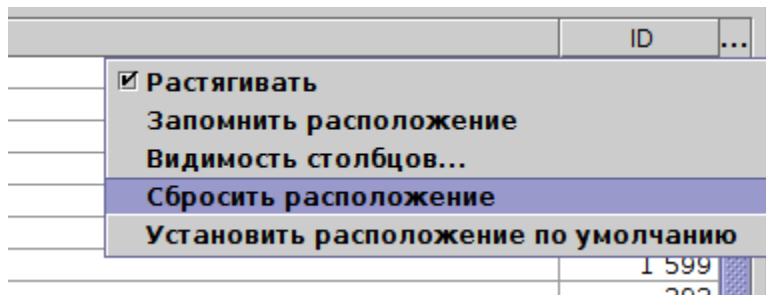 ID ...
Растягивать
Запомнить расположение
Видимость столбцов...
Сбросить расположение
Установить расположение по умолчанию
1 599